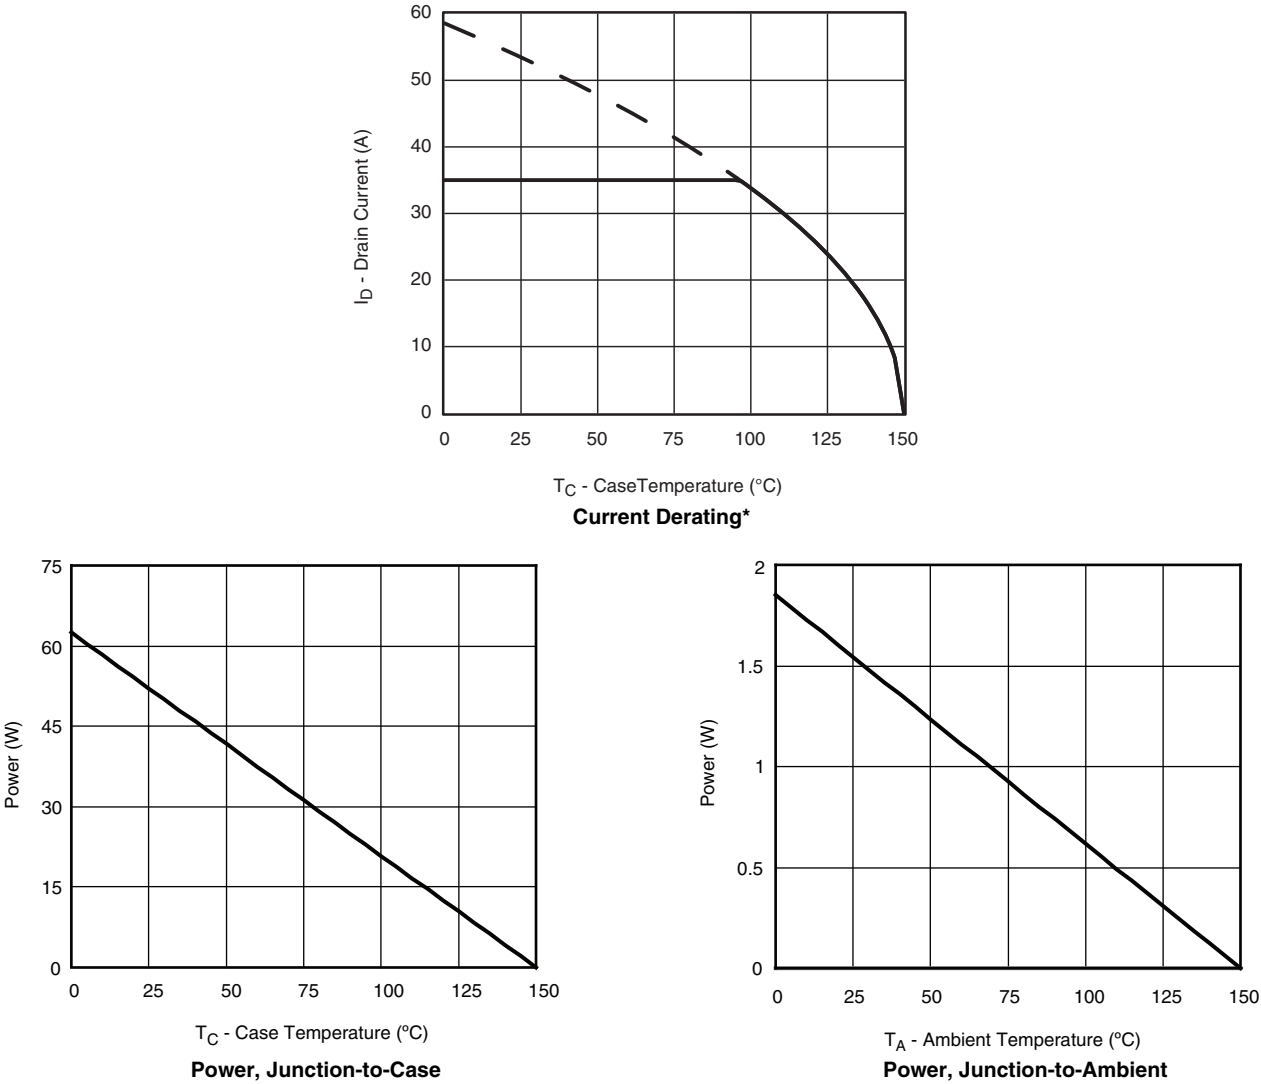 60
50
40
30
20
10
0
I_D - Drain Current (A)
0 25 50 75 100 125 150
T_C - CaseTemperature (°C)
Current Derating*
75
60
45
30
15
0
Power (W)
0 25 50 75 100 125 150
T_C - Case Temperature (ºC)
Power, Junction-to-Case
2
1.5
1
0.5
0
Power (W)
0 25 50 75 100 125 150
T_A - Ambient Temperature (ºC)
Power, Junction-to-Ambient